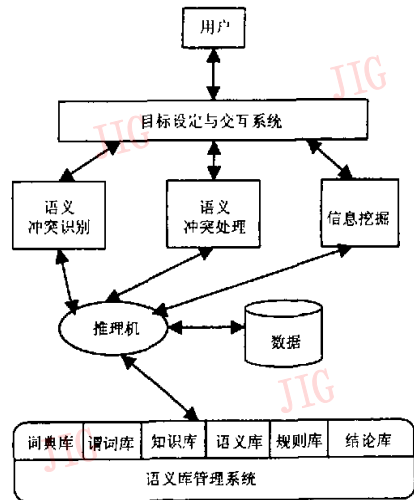 用户
JIG
目标设定与交互系统
JIG
语义
冲突识别
语义
冲突处理
信息挖掘
推理机
数据
JIG
词典库
谓词库
知识库
语义库
规则库
结论库
JIG
语义库管理系统